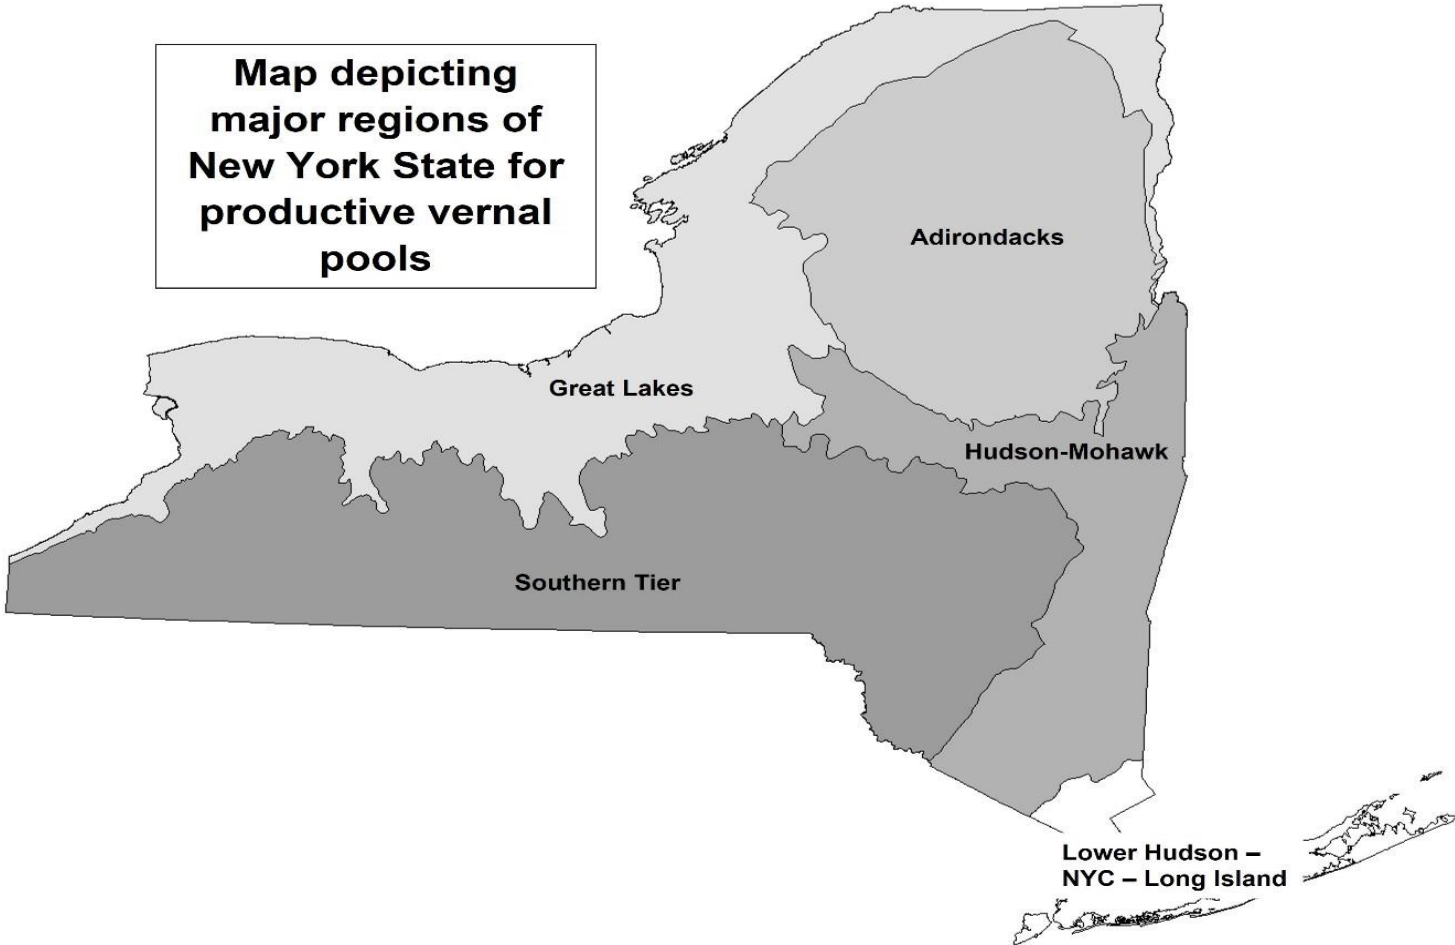 Map depicting
major regions of
New York State for
productive vernal
pools
Adirondacks
Great Lakes
Hudson-Mohawk
Southern Tier
Lower Hudson –
NYC – Long Island